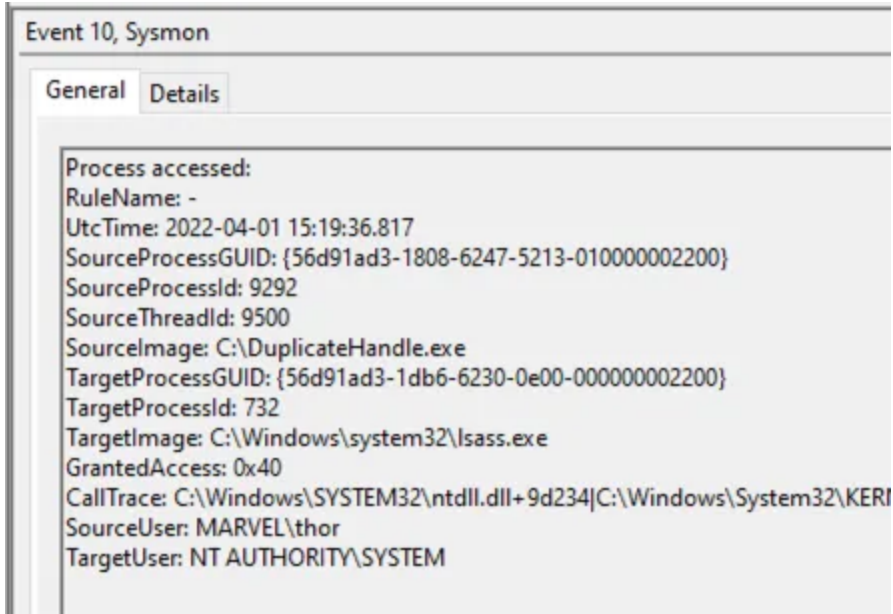 Event 10, Sysmon
General Details
Process accessed:
RuleName: -
UtcTime: 2022-04-01 15:19:36.817
SourceProcessGUID: {56d91ad3-1808-6247-5213-010000002200}
SourceProcessId: 9292
SourceThreadId: 9500
SourceImage: C:\DuplicateHandle.exe
TargetProcessGUID: {56d91ad3-1db6-6230-0e00-000000002200}
TargetProcessId: 732
TargetImage: C:\Windows\system32\lsass.exe
GrantedAccess: 0x40
CallTrace: C:\Windows\SYSTEM32\ntdll.dll+9d234|C:\Windows\System32\KERN
SourceUser: MARVEL\thor
TargetUser: NT AUTHORITY\SYSTEM